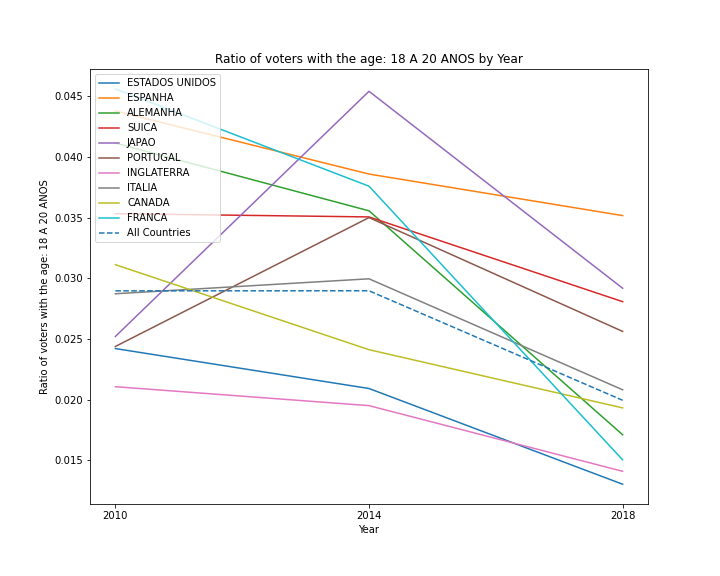 Ratio of voters with the age: 18 A 20 ANOS by Year
ESTADOS UNIDOS
ESPANHA
ALEMANHA
SUICA
JAPAO
PORTUGAL
INGLATERRA
ITALIA
CANADA
FRANCA
All Countries
Ratio of voters with the age: 18 A 20 ANOS
0.045
0.040
0.035
0.030
0.025
0.020
0.015
2010
2014
2018
Year